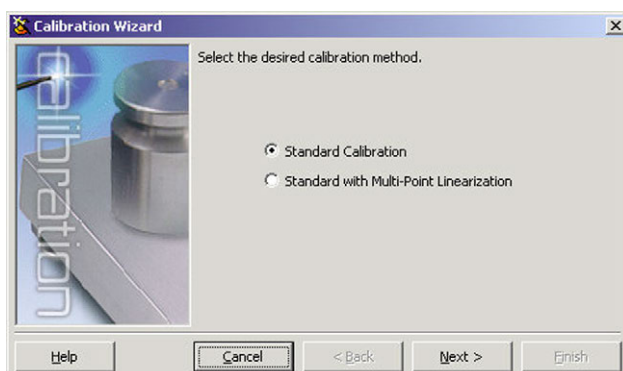 Calibration Wizard
Select the desired calibration method.
Calibration
Standard Calibration
Standard with Multi-Point Linearization
Help
Cancel
< Back
Next >
Finish